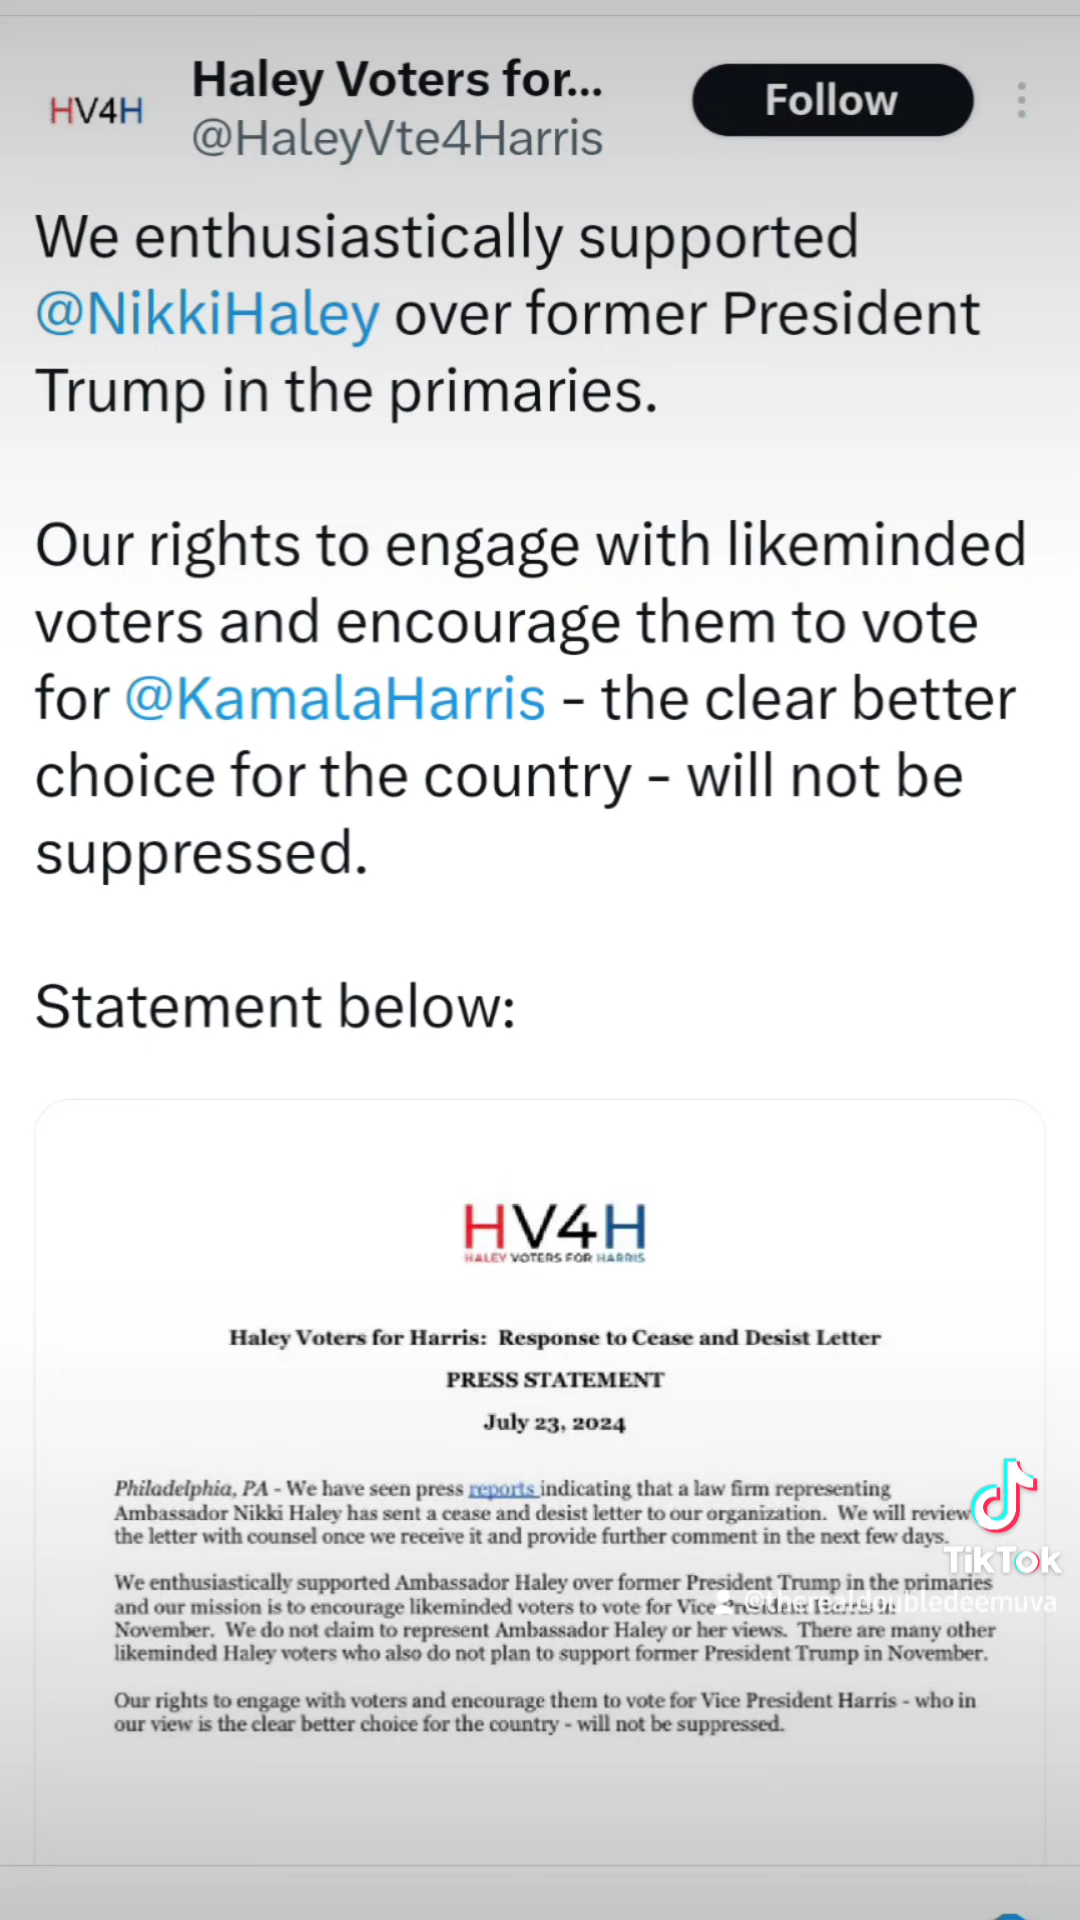 Haley Voters for...
HV4H
Follow
@HaleyVte4Harris
We enthusiastically supported
@NikkiHaley over former President
Trump in the primaries.
Our rights to engage with likeminded
voters and encourage them to vote
for @KamalaHarris - the clear better
choice for the country - will not be
suppressed.
Statement below:
HV4H
HALEY VOTERS FOR HARRIS
Haley Voters for Harris: Response to Cease and Desist Letter
PRESS STATEMENT
July 23, 2024
Philadelphia, PA - We have seen press reports indicating that a law firm representing
Ambassador Nikki Haley has sent a cease and desist letter to our organization. We will review
the letter with counsel once we receive it and provide further comment in the next few days.
TikTok
We enthusiastically supported Ambassador Haley over former President Trump in the primaries
and our mission is to encourage likeminded voters to vote for Vice President Harris in
@therealdoubledeemuva
November. We do not claim to represent Ambassador Haley or her views. There are many other
likeminded Haley voters who also do not plan to support former President Trump in November.
Our rights to engage with voters and encourage them to vote for Vice President Harris - who in
our view is the clear better choice for the country - will not be suppressed.